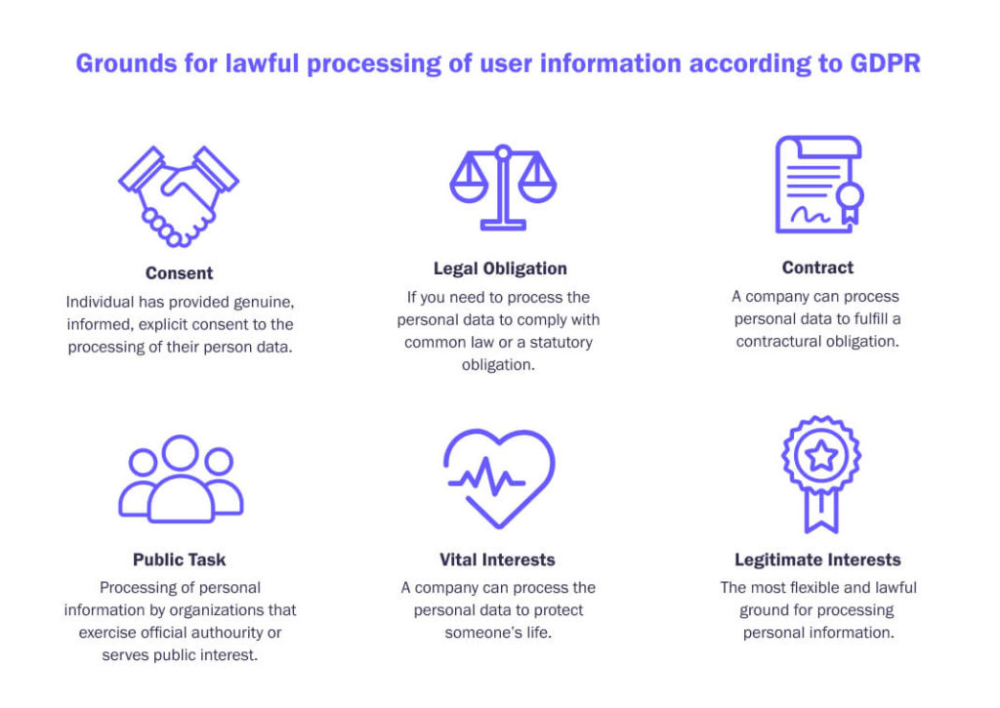 Grounds for lawful processing of user information according to GDPR
Consent
Individual has provided genuine,
informed, explicit consent to the
processing of their person data.
Legal Obligation
If you need to process the
personal data to comply with
common law or a statutory
obligation.
Contract
A company can process
personal data to fulfill a
contractural obligation.
Public Task
Processing of personal
information by organizations that
exercise official authourity or
serves public interest.
Vital Interests
A company can process the
personal data to protect
someone’s life.
Legitimate Interests
The most flexible and lawful
ground for processing
personal information.